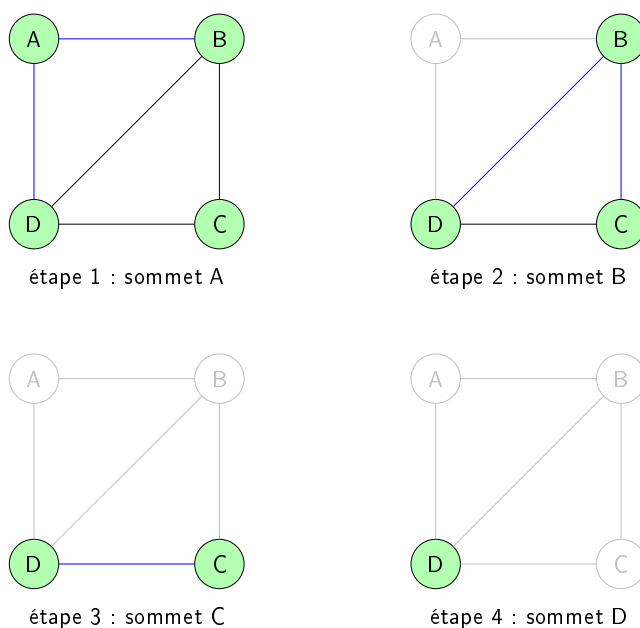 A B
D C
étape 1 : sommet A
A B
D C
étape 2 : sommet B
A B
D C
étape 3 : sommet C
A B
D C
étape 4 : sommet D